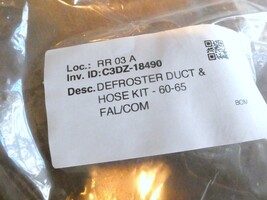 Loc.: RR 03 A
Inv. ID:C3DZ-18490
Desc. DEFROSTER DUCT &
HOSE KIT - 60-65
FAL/COM
BOM